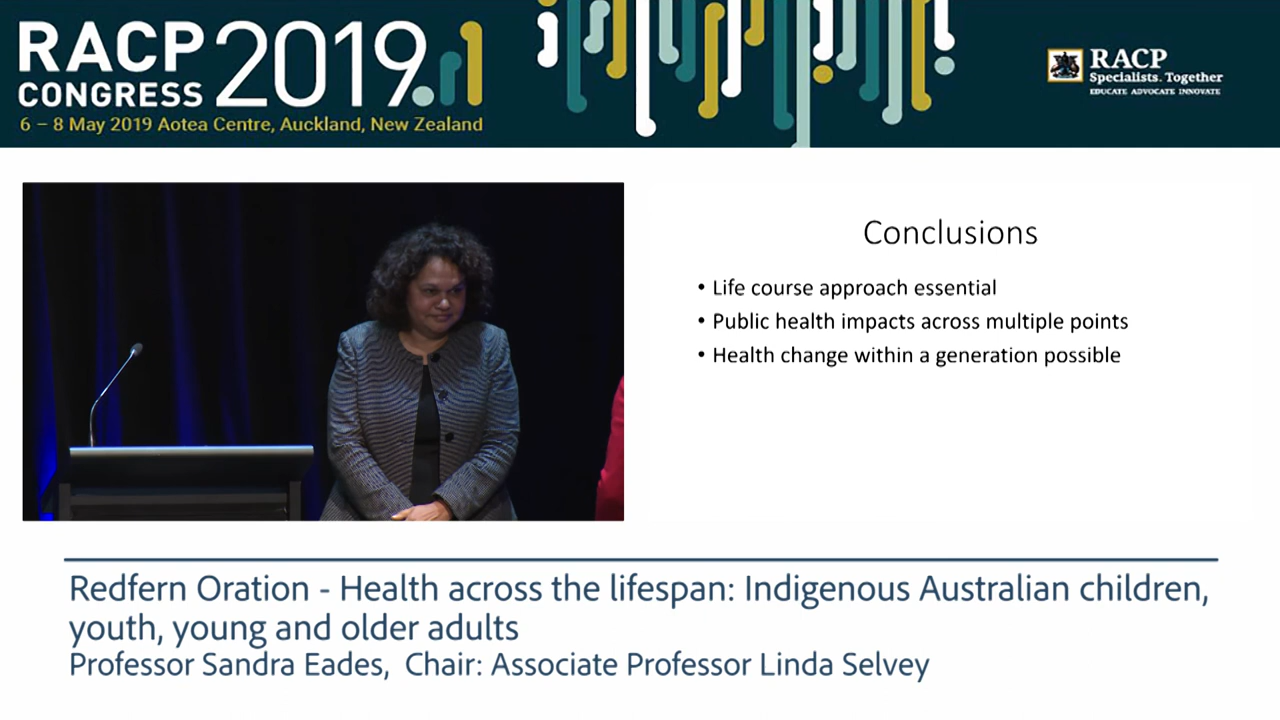 RACP
CONGRESS 2019
6 – 8 May 2019 Aotea Centre, Auckland, New Zealand
RACP
Specialists. Together
EDUCATE ADVOCATE INNOVATE
Conclusions
• Life course approach essential
• Public health impacts across multiple points
• Health change within a generation possible
Redfern Oration - Health across the lifespan: Indigenous Australian children,
youth, young and older adults
Professor Sandra Eades, Chair: Associate Professor Linda Selvey